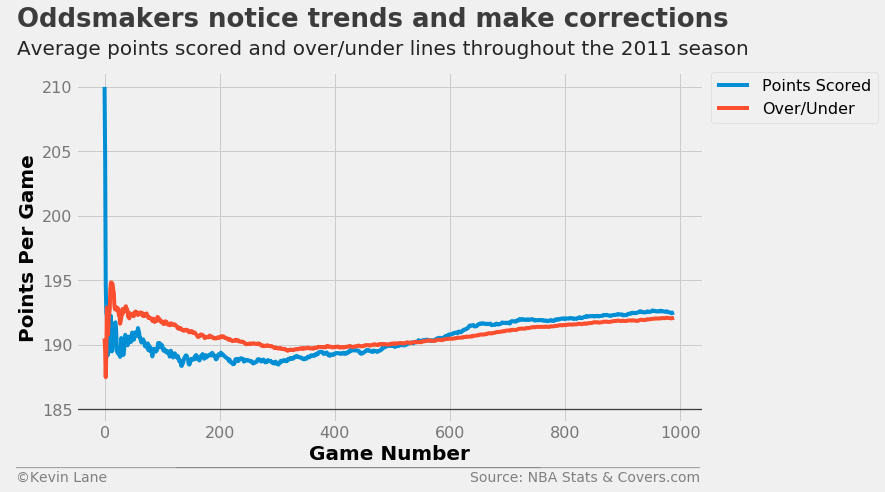 Oddsmakers notice trends and make corrections
Average points scored and over/under lines throughout the 2011 season
Points Scored
Over/Under
210
205
200
195
190
185
Points Per Game
0 200 400 600 800 1000
Game Number
©Kevin Lane Source: NBA Stats & Covers.com